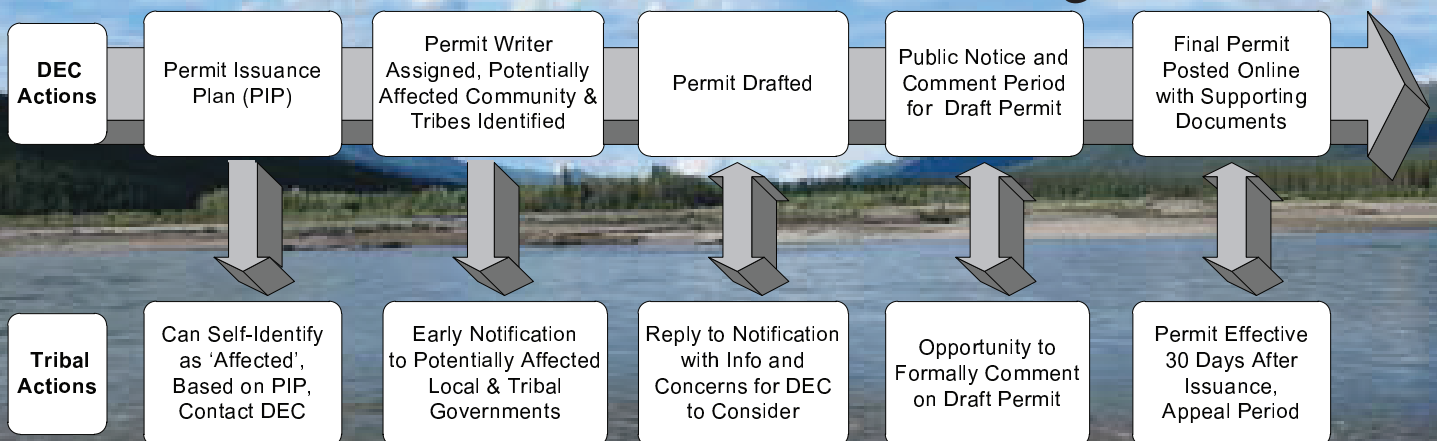 DEC
Actions
Permit Issuance
Plan (PIP)
Permit Writer
Assigned, Potentially
Affected Community &
Tribes Identified
Permit Drafted
Public Notice and
Comment Period
for Draft Permit
Final Permit
Posted Online
with Supporting
Documents
Tribal
Actions
Can Self-Identify
as ‘Affected’,
Based on PIP,
Contact DEC
Early Notification
to Potentially Affected
Local & Tribal
Governments
Reply to Notification
with Info and
Concerns for DEC
to Consider
Opportunity to
Formally Comment
on Draft Permit
Permit Effective
30 Days After
Issuance,
Appeal Period